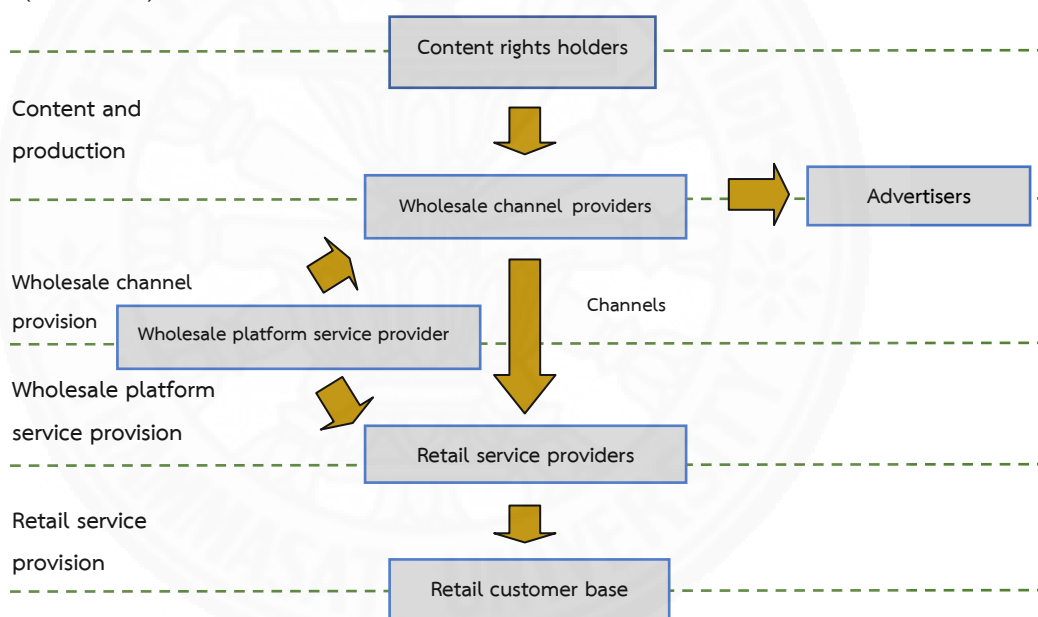 Content rights holders
Content and
production
Wholesale channel providers
Advertisers
Wholesale channel
provision
Channels
Wholesale platform service provider
Wholesale platform
service provision
Retail service providers
Retail service
provision
Retail customer base